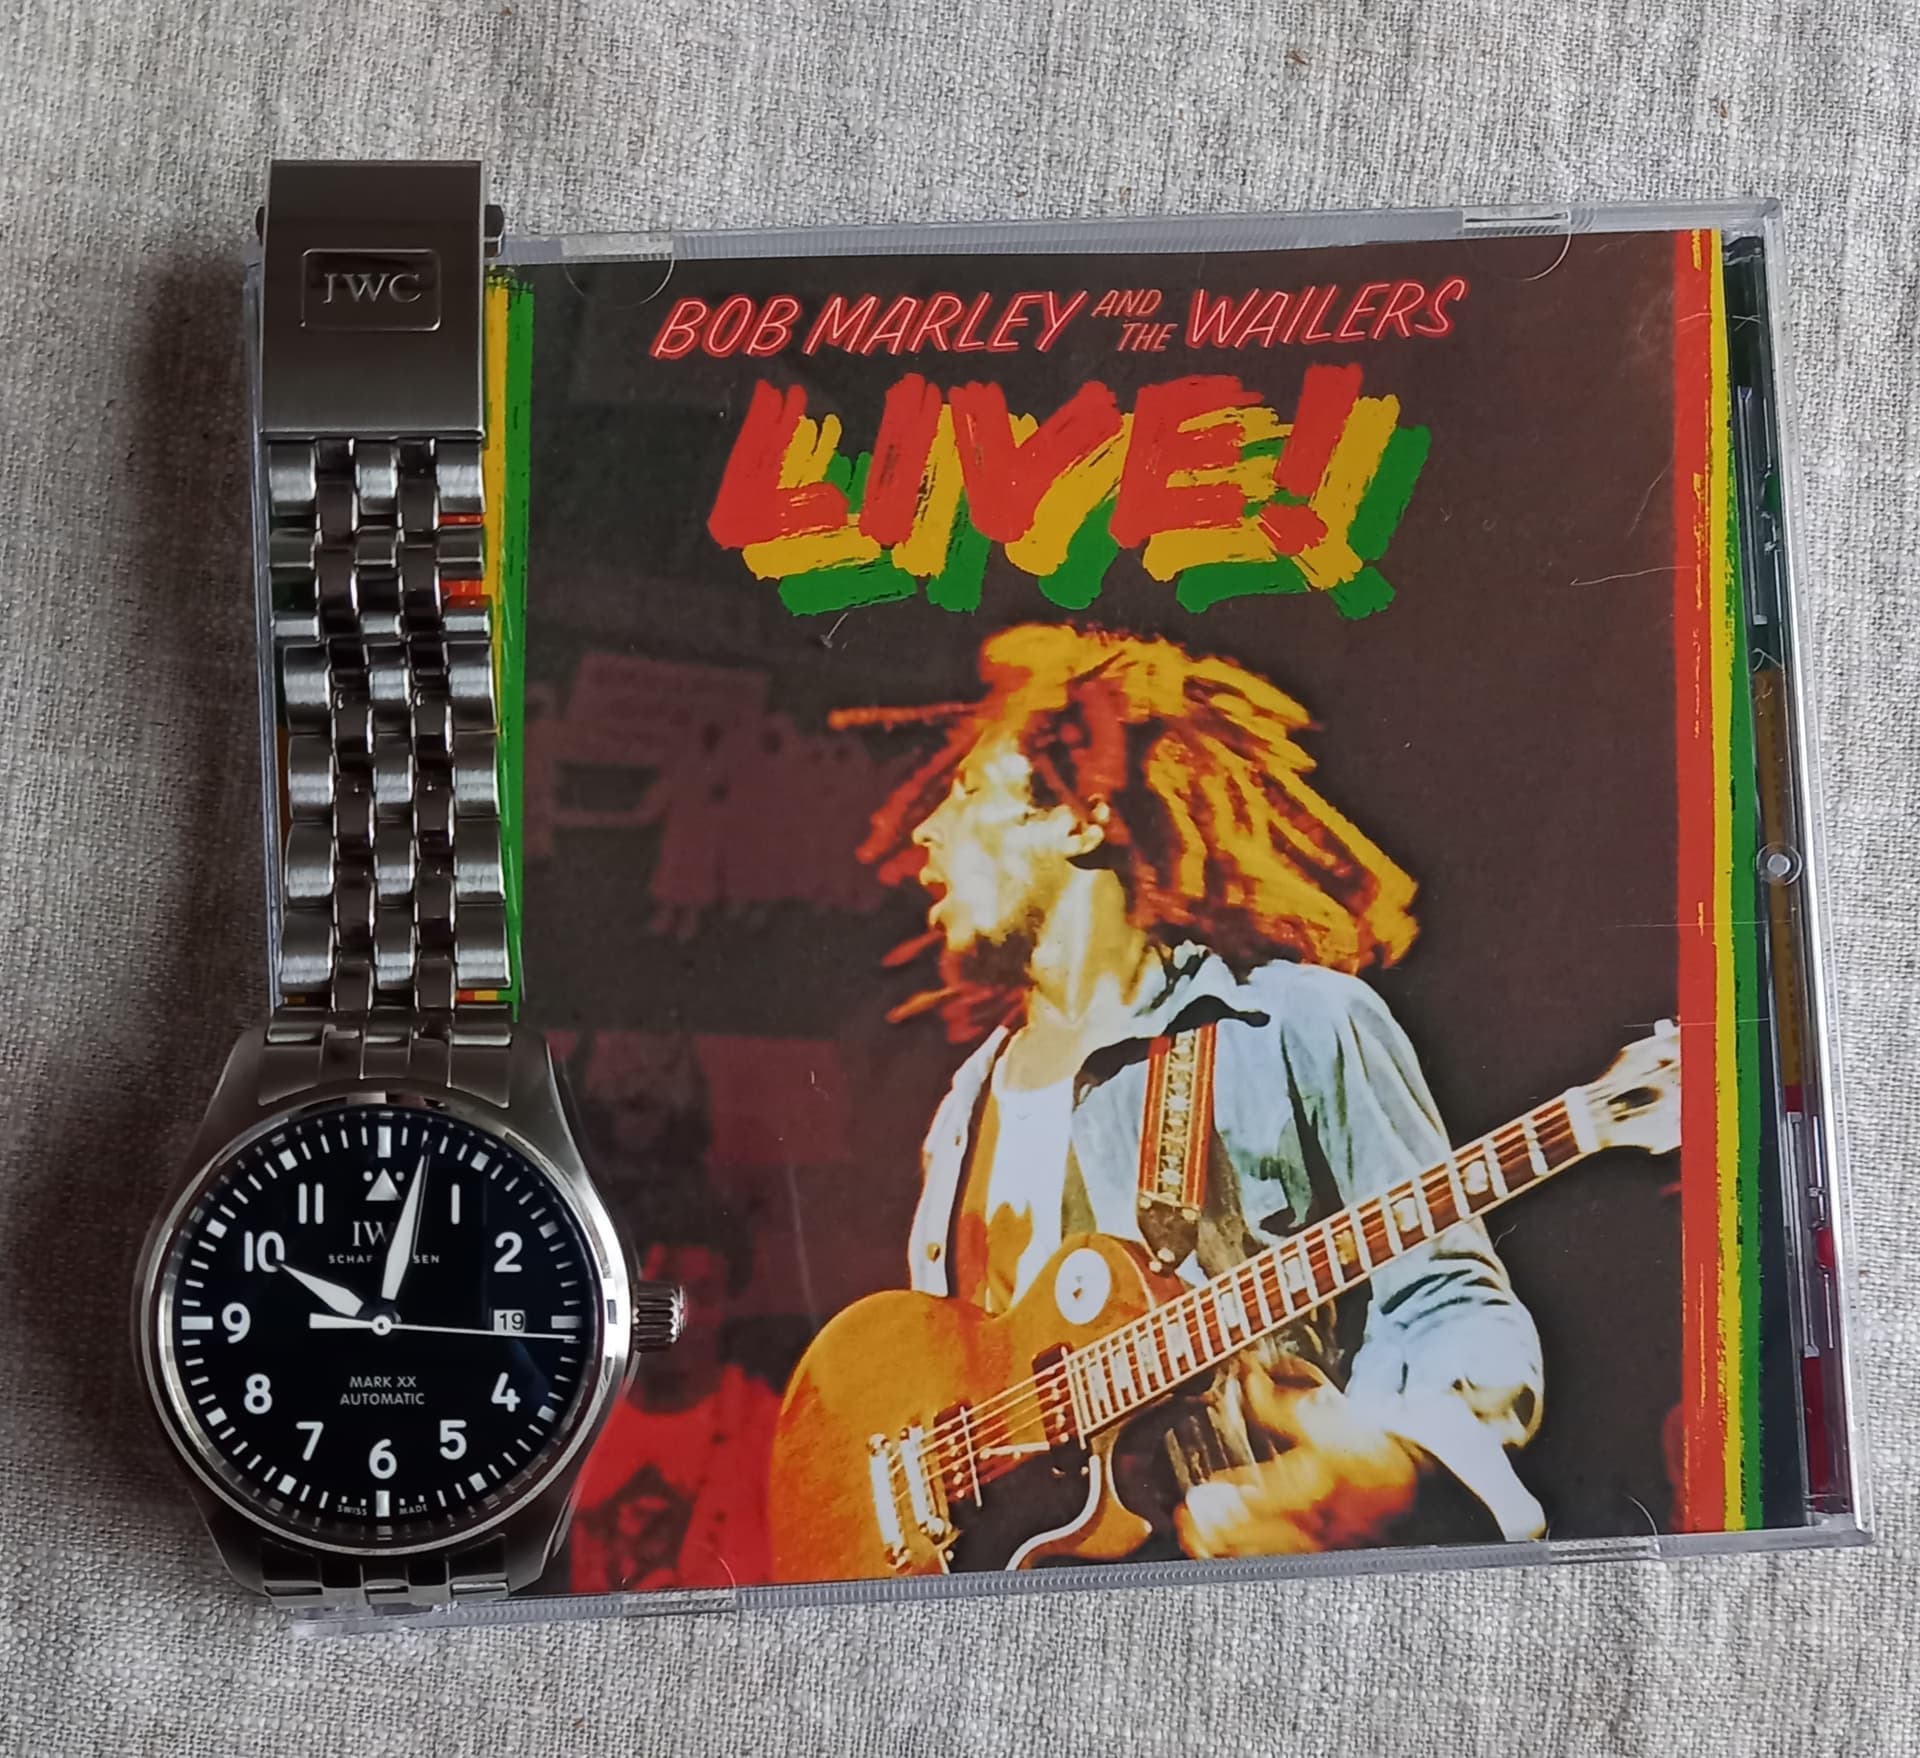 IWC
BOB MARLEY AND THE WAILERS
LIVE!
11
1
10
2
9
19
8
4
7
5
6
MARK XX
AUTOMATIC
SWISS MADE